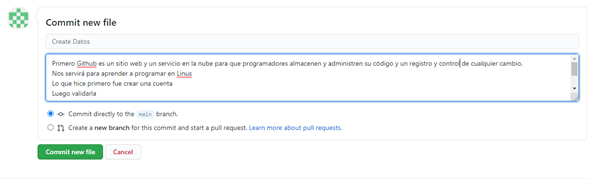 Commit new file
Create Datos
Primero Github es un sitio web y un servicio en la nube para que programadores almacenen y administren su código y un registro y control de cualquier cambio.
Nos servirá para aprender a programar en Linus
Lo que hice primero fue crear una cuenta
Luego validarla
Commit directly to the main branch.
Create a new branch for this commit and start a pull request. Learn more about pull requests.
Commit new file Cancel